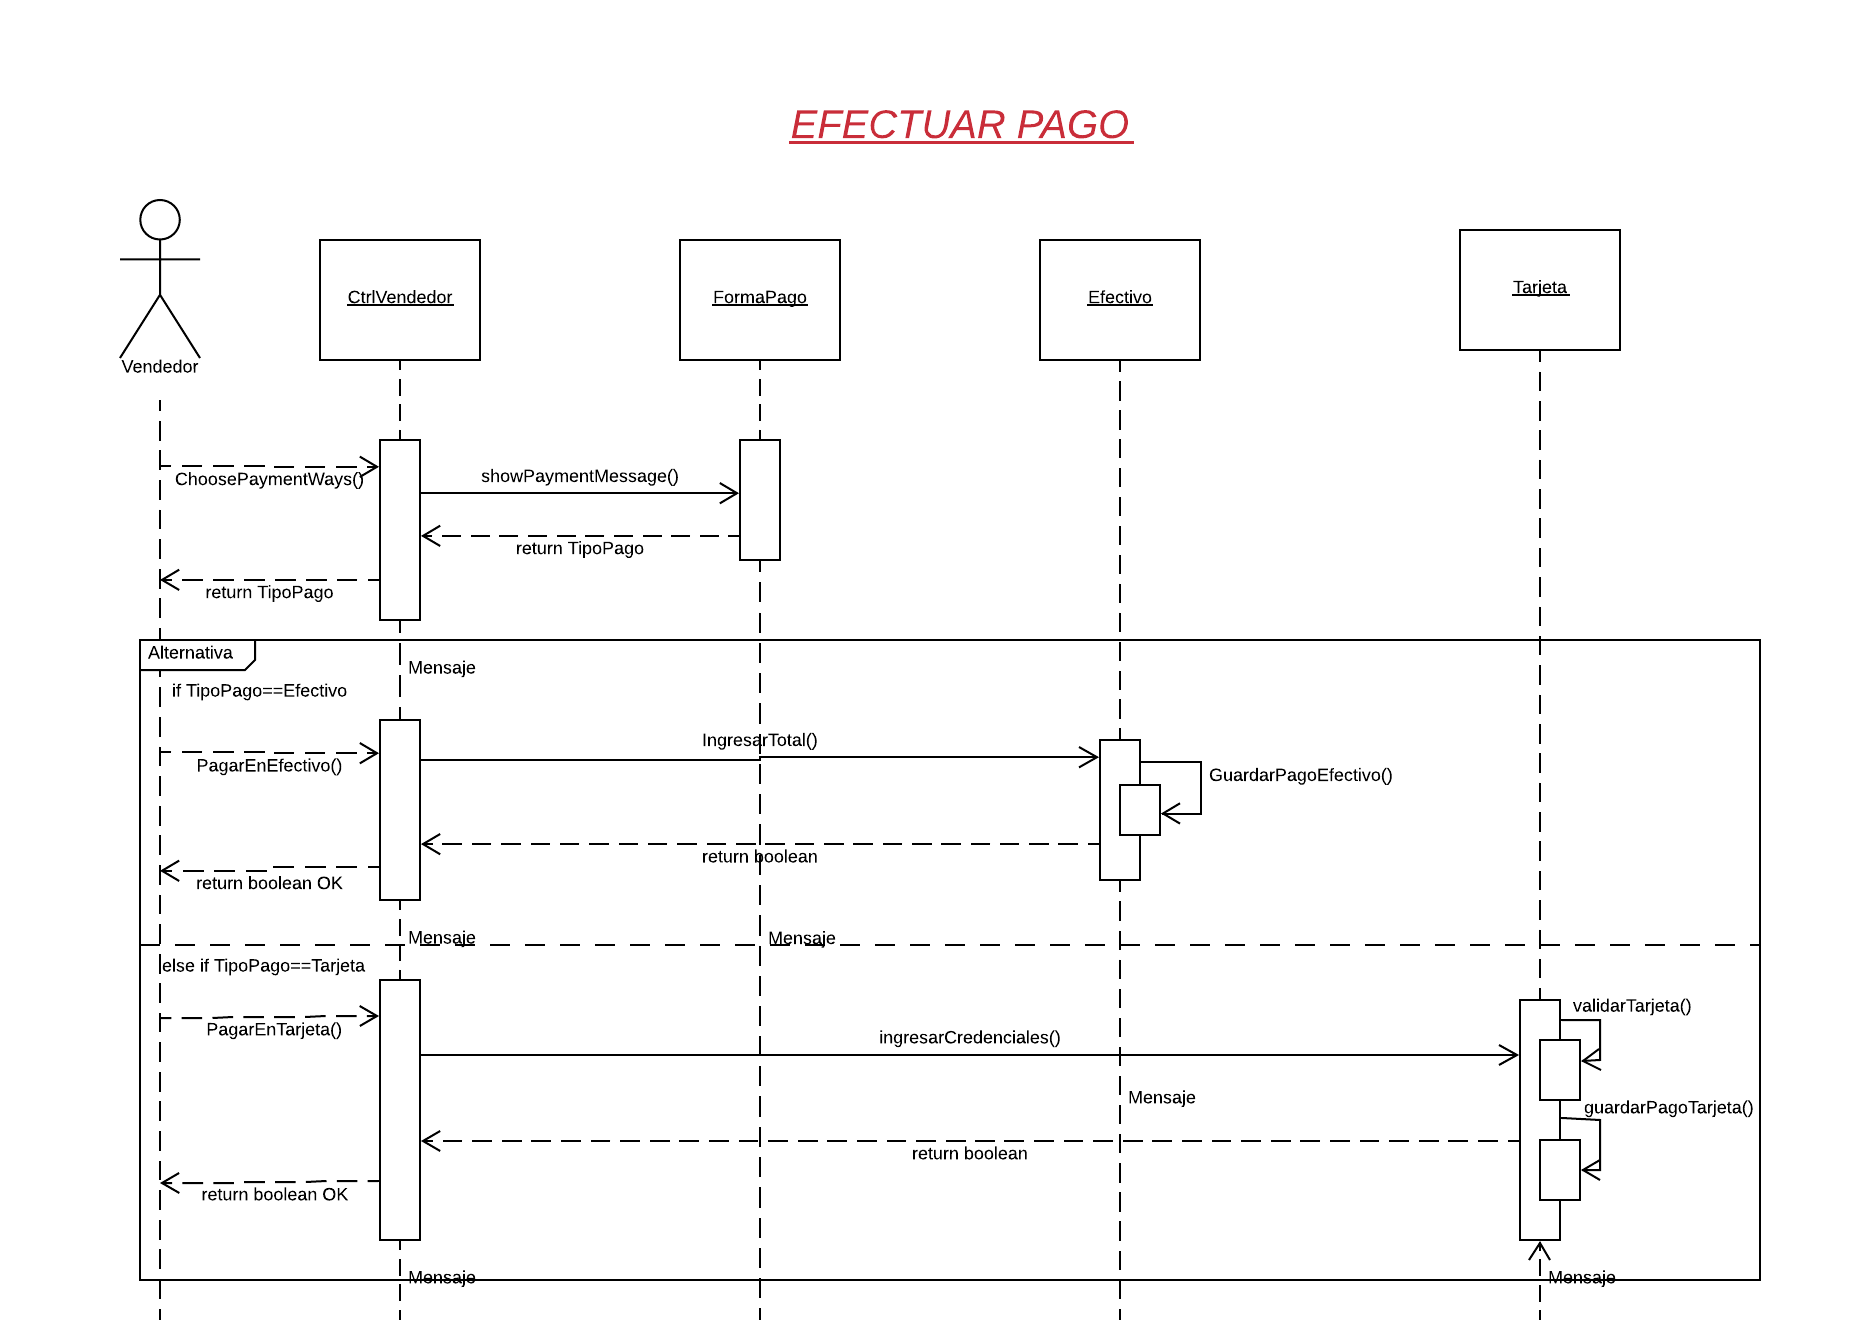 EFECTUAR PAGO
Vendedor
CtrlVendedor
FormaPago
Efectivo
Tarjeta
ChoosePaymentWays()
showPaymentMessage()
return TipoPago
return TipoPago
Alternativa
Mensaje
if TipoPago==Efectivo
IngresarTotal()
PagarEnEfectivo()
GuardarPagoEfectivo()
return boolean
return boolean OK
Mensaje
Mensaje
else if TipoPago==Tarjeta
validarTarjeta()
PagarEnTarjeta()
ingresarCredenciales()
Mensaje
guardarPagoTarjeta()
return boolean
return boolean OK
Mensaje
Mensaje